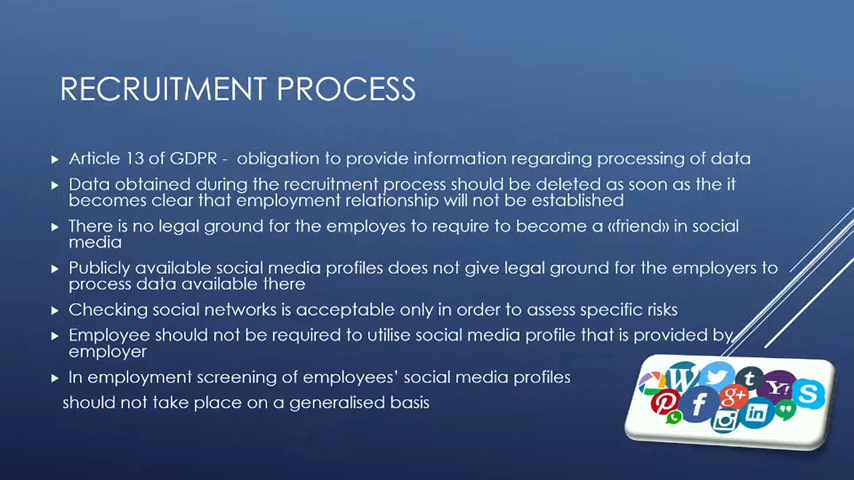 RECRUITMENT PROCESS
Article 13 of GDPR - obligation to provide information regarding processing of data
Data obtained during the recruitment process should be deleted as soon as the it
becomes clear that employment relationship will not be established
There is no legal ground for the employes to require to become a «friend» in social
media
Publicly available social media profiles does not give legal ground for the employers to
process data available there
Checking social networks is acceptable only in order to assess specific risks
Employee should not be required to utilise social media profile that is provided by
employer
In employment screening of employees’ social media profiles
should not take place on a generalised basis